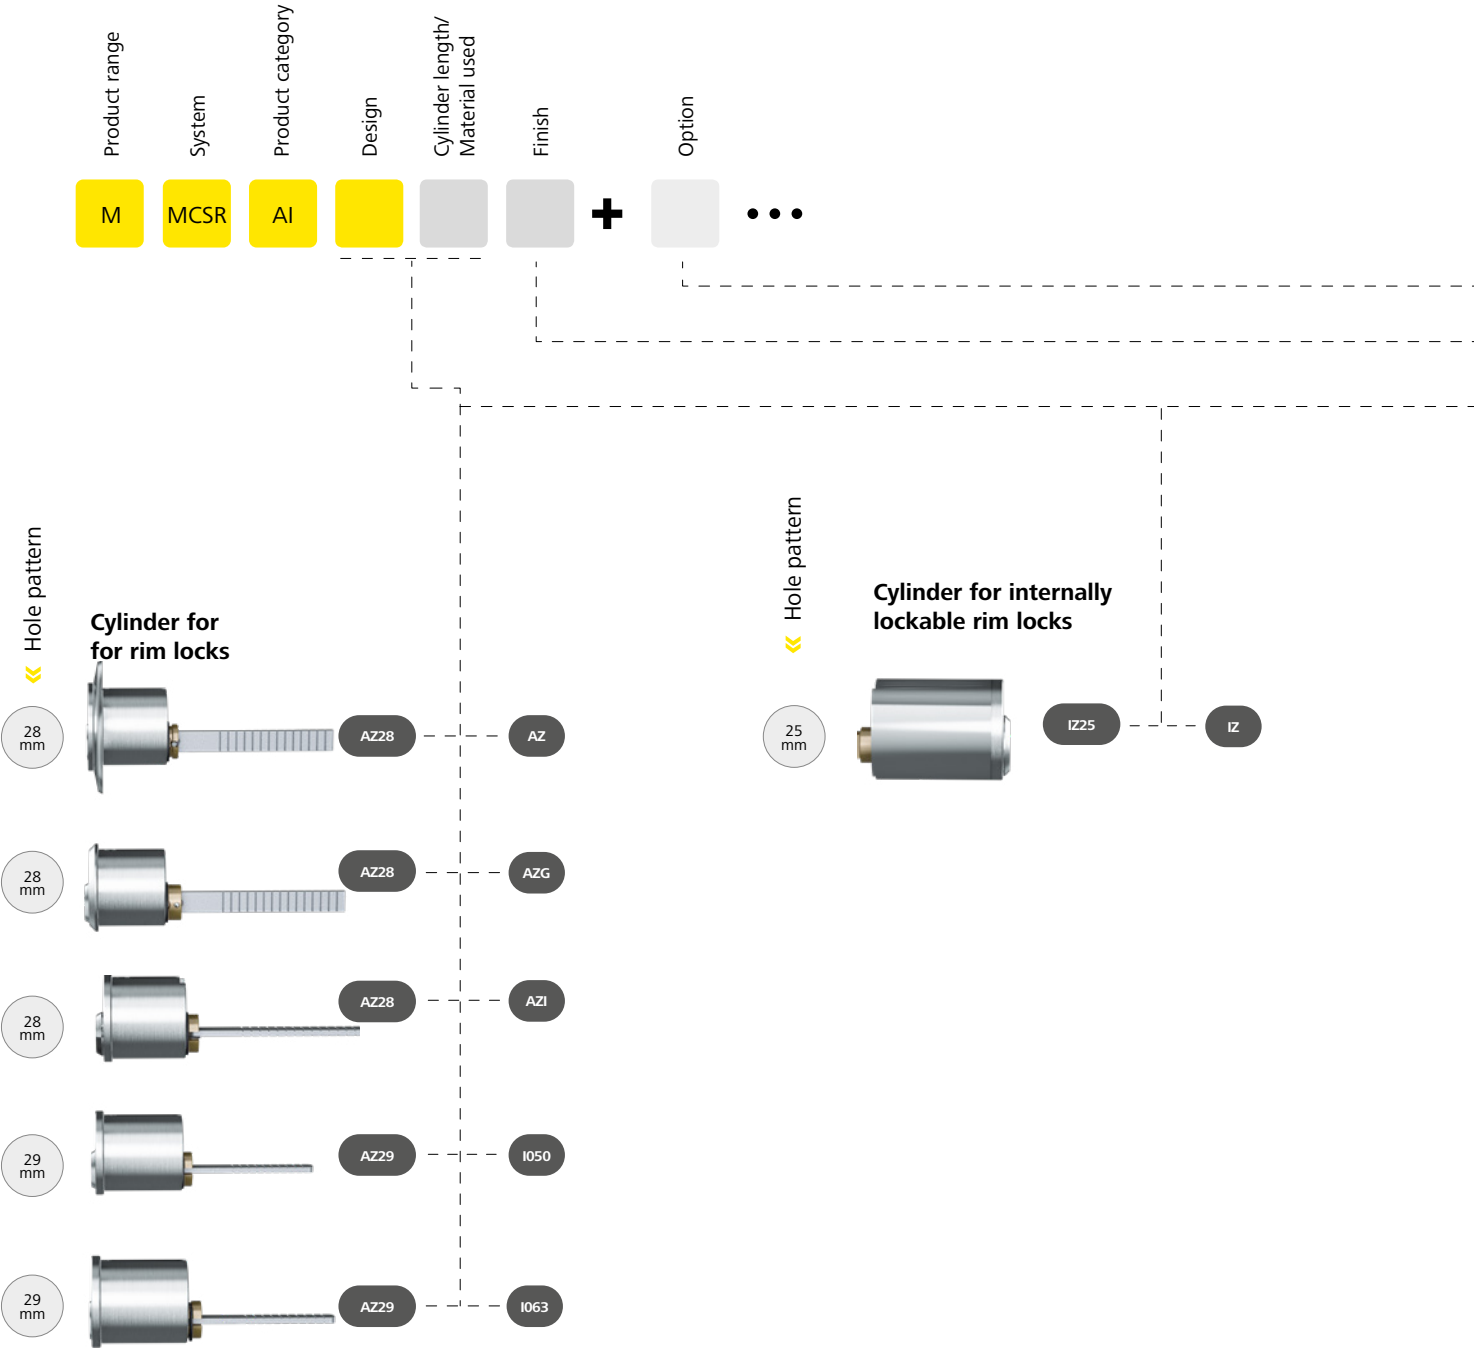 Product range
System
Product category
Design
Cylinder length/
Material used
Finish
Option
M
MCSR
AI
Hole pattern
Cylinder for
for rim locks
28
mm
AZ28
AZ
28
mm
AZ28
AZG
28
mm
AZ28
AZI
29
mm
AZ29
I050
29
mm
AZ29
I063
Hole pattern
Cylinder for internally
lockable rim locks
25
mm
IZ25
IZ